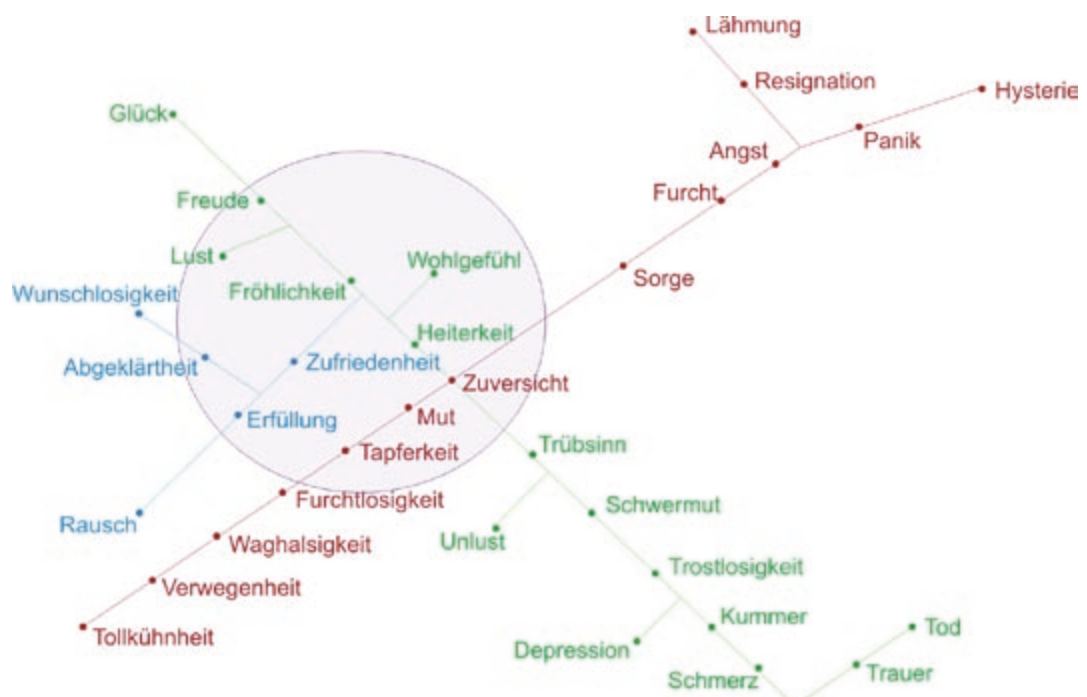 Lähmung
Resignation
Hysterie
Glück
Panik
Angst
Freude
Furcht
Lust
Wohlgefühl
Sorge
Fröhlichkeit
Wunschlosigkeit
Heiterkeit
Abgeklärtheit
Zufriedenheit
Zuversicht
Mut
Erfüllung
Tapferkeit
Trübsinn
Furchtlosigkeit
Schwermut
Rausch
Unlust
Waghalsigkeit
Trostlosigkeit
Verwegenheit
Kummer
Tod
Tollkühnheit
Depression
Trauer
Schmerz